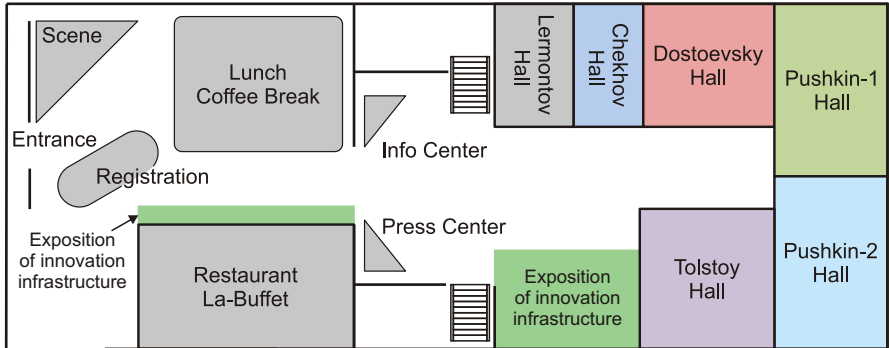 Scene
Lunch
Coffee Break
Lermontov
Hall
Chekhov
Hall
Dostoevsky
Hall
Pushkin-1
Hall
Entrance
Info Center
Registration
Press Center
Exposition
of innovation
infrastructure
Restaurant
La-Buffet
Exposition
of innovation
infrastructure
Tolstoy
Hall
Pushkin-2
Hall